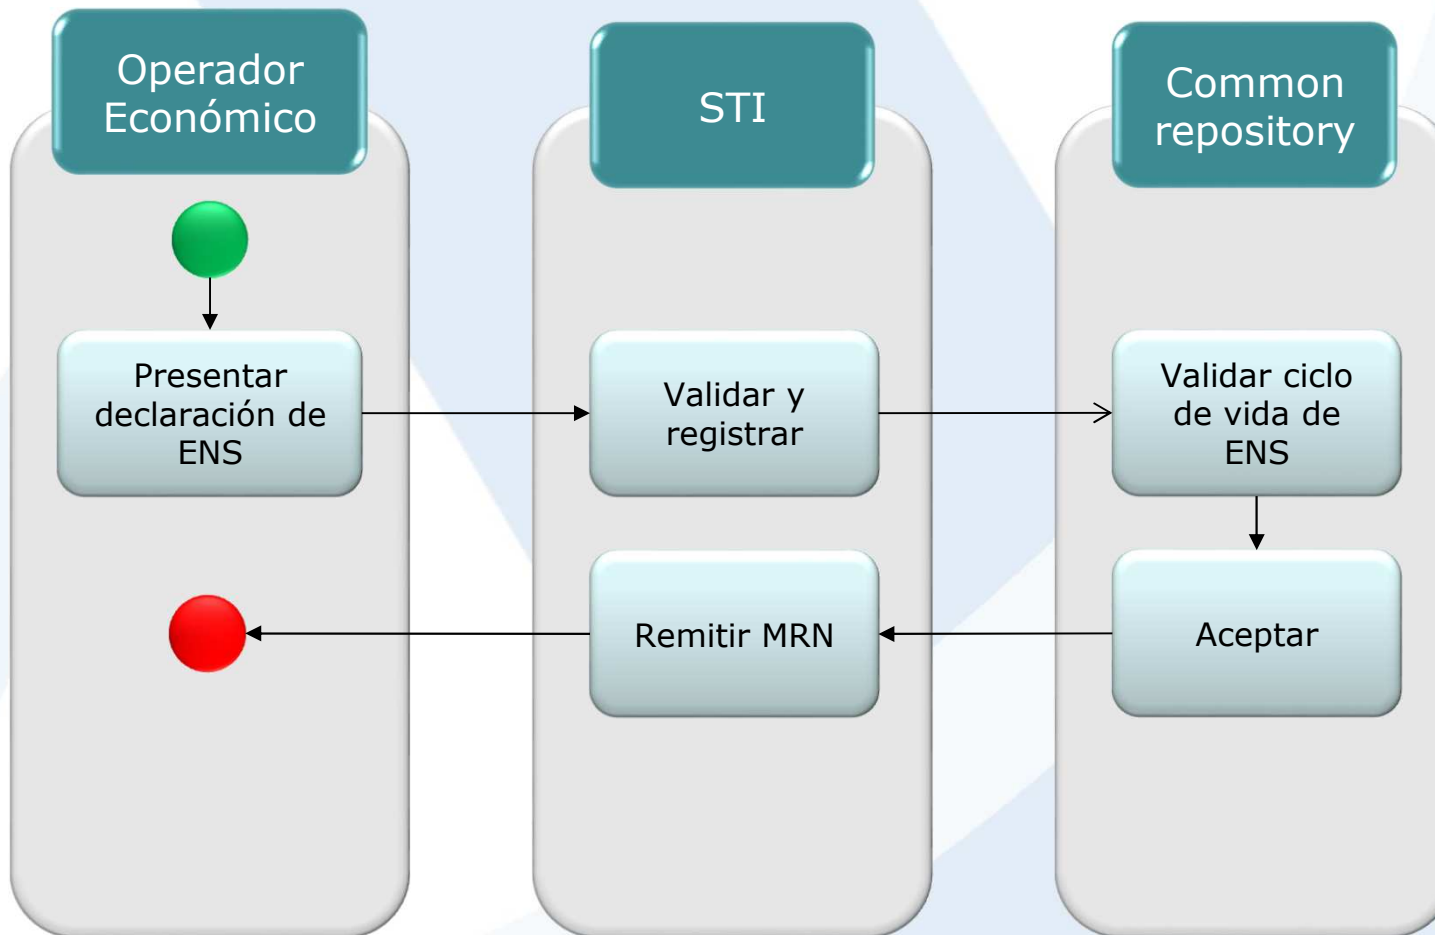 Operador
Económico
STI
Common
repository
Presentar
declaración de
ENS
Validar y
registrar
Validar ciclo
de vida de
ENS
Remitir MRN
Aceptar